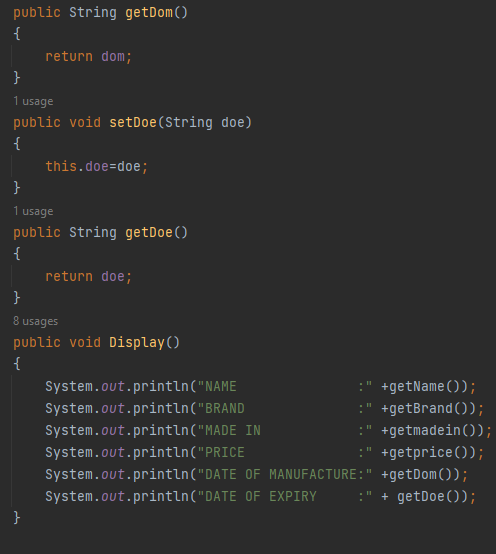 public String getDom()
{
    return dom;
}
1 usage
public void setDoe(String doe)
{
    this.doe=doe;
}
1 usage
public String getDoe()
{
    return doe;
}
8 usages
public void Display()
{
    System.out.println("NAME               :" +getName());
    System.out.println("BRAND              :" +getBrand());
    System.out.println("MADE IN            :" +getmadein());
    System.out.println("PRICE              :" +getprice());
    System.out.println("DATE OF MANUFACTURE:" +getDom());
    System.out.println("DATE OF EXPIRY     :" + getDoe());
}